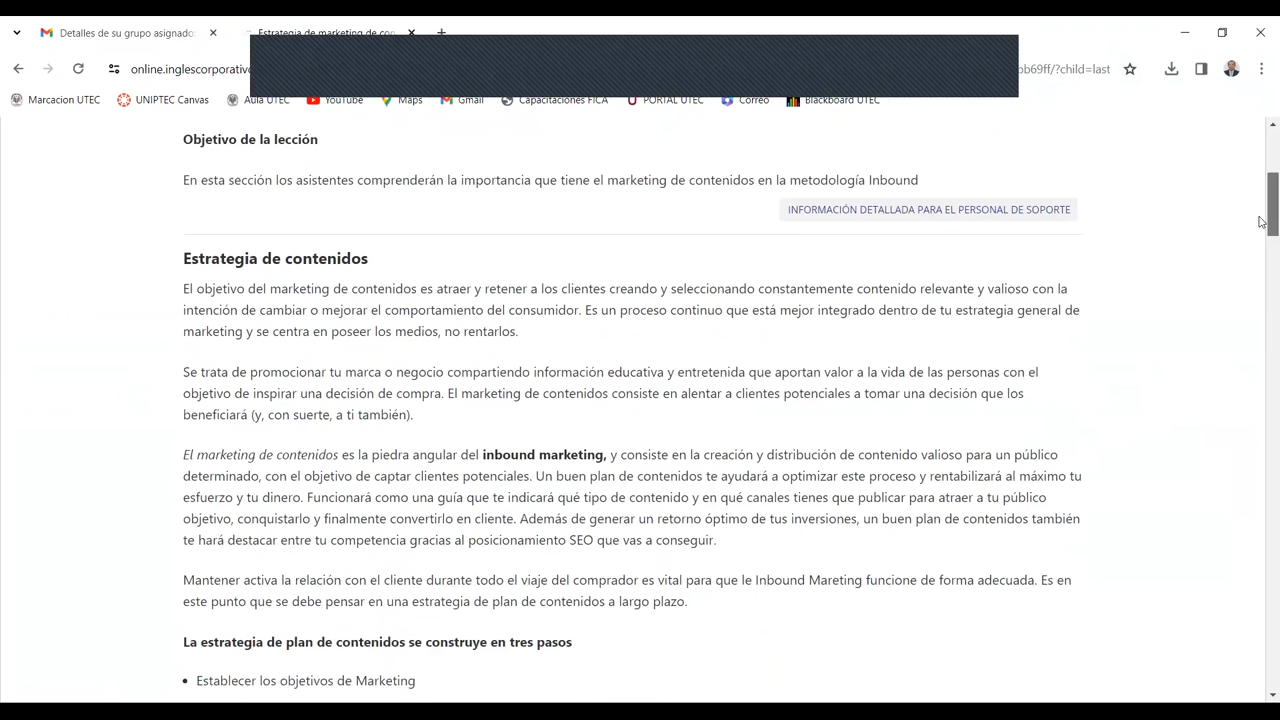 Detalles de su grupo asignado
Estrategia de marketing de con
online.inglescorporativo
b69ff/?child=last
Marcacion UTEC
UNIPTEC Canvas
Aula UTEC
YouTube
Maps
Gmail
Capacitaciones FICA
PORTAL UTEC
Correo
Blackboard UTEC
Objetivo de la lección
En esta sección los asistentes comprenderán la importancia que tiene el marketing de contenidos en la metodología Inbound
INFORMACIÓN DETALLADA PARA EL PERSONAL DE SOPORTE
Estrategia de contenidos
El objetivo del marketing de contenidos es atraer y retener a los clientes creando y seleccionando constantemente contenido relevante y valioso con la
intención de cambiar o mejorar el comportamiento del consumidor. Es un proceso continuo que está mejor integrado dentro de tu estrategia general de
marketing y se centra en poseer los medios, no rentarlos.
Se trata de promocionar tu marca o negocio compartiendo información educativa y entretenida que aportan valor a la vida de las personas con el
objetivo de inspirar una decisión de compra. El marketing de contenidos consiste en alentar a clientes potenciales a tomar una decisión que los
beneficiará (y, con suerte, a ti también).
El marketing de contenidos es la piedra angular del inbound marketing, y consiste en la creación y distribución de contenido valioso para un público
determinado, con el objetivo de captar clientes potenciales. Un buen plan de contenidos te ayudará a optimizar este proceso y rentabilizará al máximo tu
esfuerzo y tu dinero. Funcionará como una guía que te indicará qué tipo de contenido y en qué canales tienes que publicar para atraer a tu público
objetivo, conquistarlo y finalmente convertirlo en cliente. Además de generar un retorno óptimo de tus inversiones, un buen plan de contenidos también
te hará destacar entre tu competencia gracias al posicionamiento SEO que vas a conseguir.
Mantener activa la relación con el cliente durante todo el viaje del comprador es vital para que le Inbound Mareting funcione de forma adecuada. Es en
este punto que se debe pensar en una estrategia de plan de contenidos a largo plazo.
La estrategia de plan de contenidos se construye en tres pasos
• Establecer los objetivos de Marketing